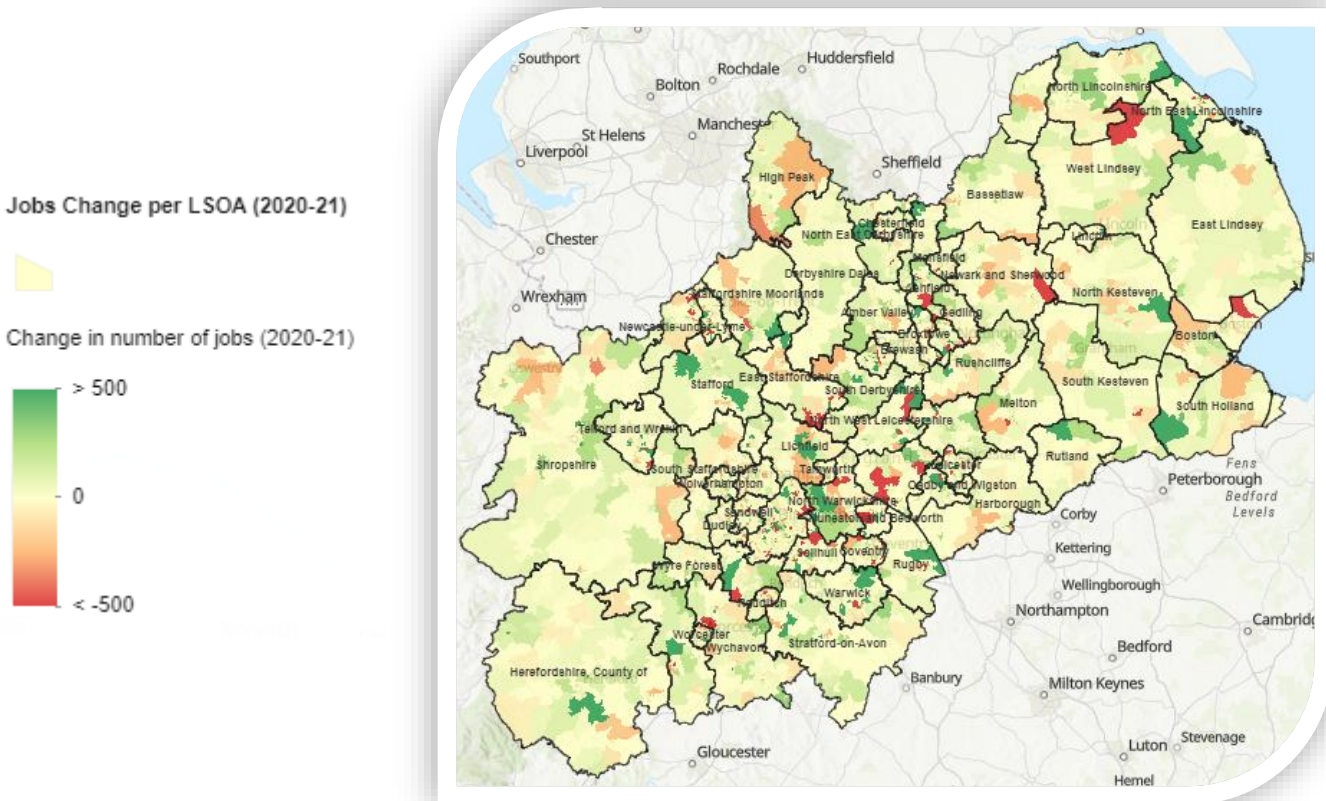 Jobs Change per LSOA (2020-21)
Change in number of jobs (2020-21)
> 500
0
< -500
Southport
Bolton
Rochdale
Huddersfield
St Helens
Manchester
Liverpool
Sheffield
Chester
Wrexham
North Lincolnshire
North East Lincolnshire
West Lindsey
High Peak
Bassetlaw
Chesterfield
North East Derbyshire
Lincoln
East Lindsey
Mansfield
Derbyshire Dales
Newark and Sherwood
Ashfield
North Kesteven
Staffordshire Moorlands
Amber Valley
Gedling
Newcastle-under-Lyme
Broxtowe
Boston
Erewash
Rushcliffe
Oswestry
Stafford
East Staffordshire
South Derbyshire
Grantham
South Kesteven
Melton
South Holland
North West Leicestershire
Telford and Wrekin
Lichfield
Rutland
Shropshire
South Staffordshire
Tamworth
Leicester
Wolverhampton
Oadby and Wigston
Fens
Peterborough
Bedford
Levels
North Warwickshire
Harborough
Sandwell
Nuneaton and Bedworth
Corby
Dudley
Solihull
Coventry
Kettering
Wyre Forest
Rugby
Wellingborough
Redditch
Warwick
Northampton
Cambridg
Worcester
Wychavon
Stratford-on-Avon
Bedford
Herefordshire, County of
Banbury
Milton Keynes
Gloucester
Luton
Stevenage
Hemel